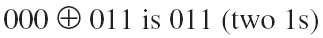 000 ⊕ 011 is 011 (two 1s)